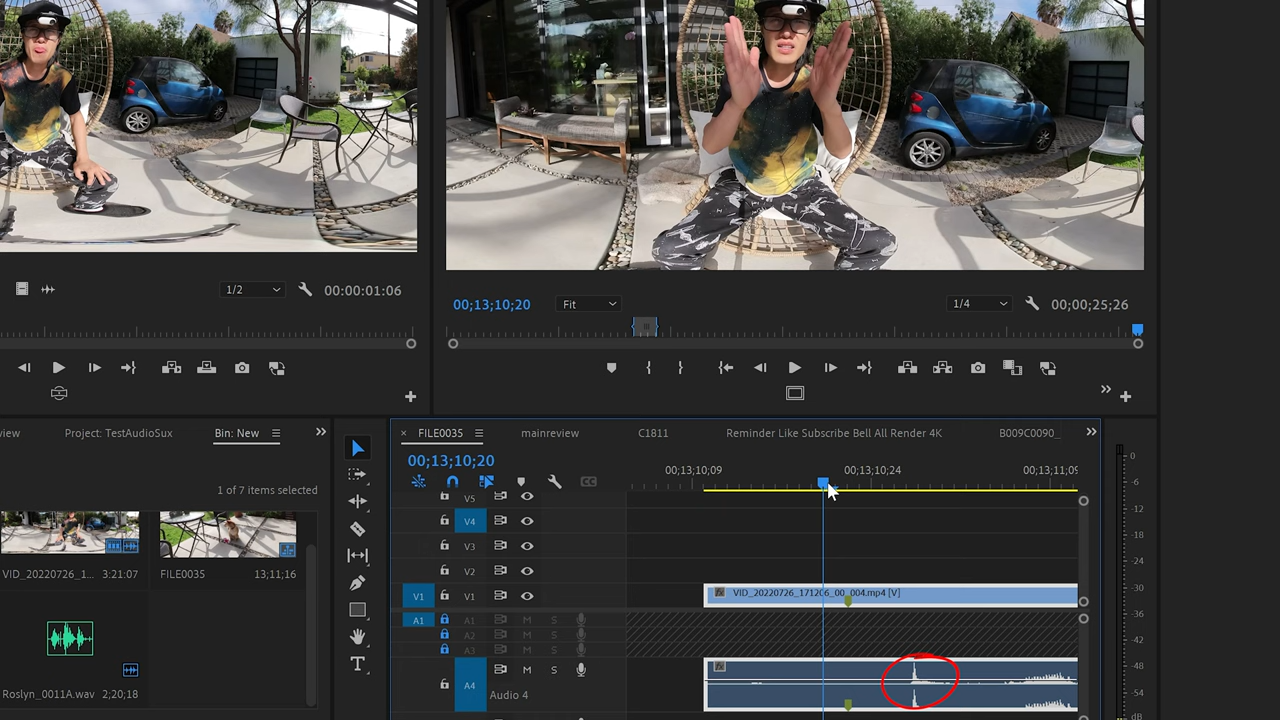 1/2
00:00:01:06
00;13;10;20
Fit
1/4
00;00;25;26
view
Project: TestAudioSux
Bin: New
FILE0035
mainreview
C1811
Reminder Like Subscribe Bell All Render 4K
B009C0090_
00;13;10;20
00;13;10;09
00;13;10;24
00;13;11;09
1 of 7 items selected
V5
V4
V3
V2
VID_20220726_1...
3:21:07
FILE0035
13;11;16
V1
V1
VID_20220726_171206_00_004.mp4 [V]
A1
A1
M
S
A2
M
S
A3
M
S
A4
M
S
Audio 4
Roslyn_0011A.wav
2;20;18
0
-6
-12
-18
-24
-30
-36
-42
-48
-54
dB